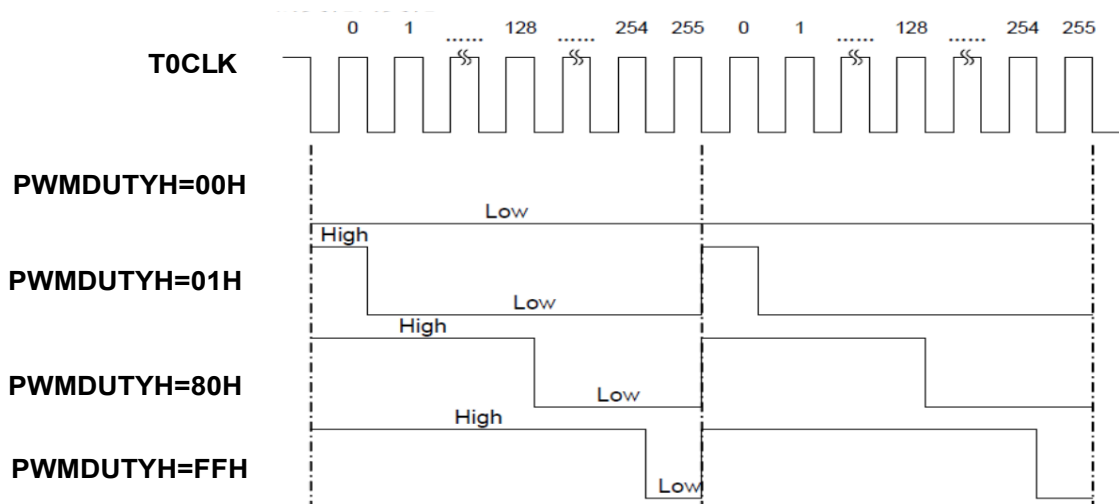 0 1 ...... 128 ...... 254 255 0 1 ...... 128 ...... 254 255
T0CLK
PWMDUTYH=00H
Low
High
PWMDUTYH=01H
Low
High
PWMDUTYH=80H
Low
High
PWMDUTYH=FFH
Low